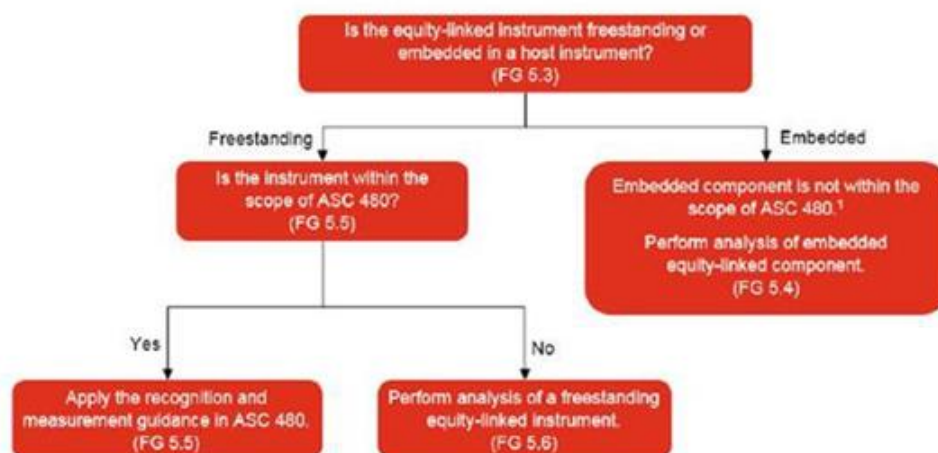 Is the equity-linked instrument freestanding or
embedded in a host instrument?
(FG 5.3)
Freestanding
Embedded
Is the instrument within the
scope of ASC 480?
(FG 5.5)
Embedded component is not within the
scope of ASC 480.¹
Perform analysis of embedded
equity-linked component.
(FG 5.4)
Yes
No
Apply the recognition and
measurement guidance in ASC 480.
(FG 5.5)
Perform analysis of a freestanding
equity-linked instrument.
(FG 5.6)